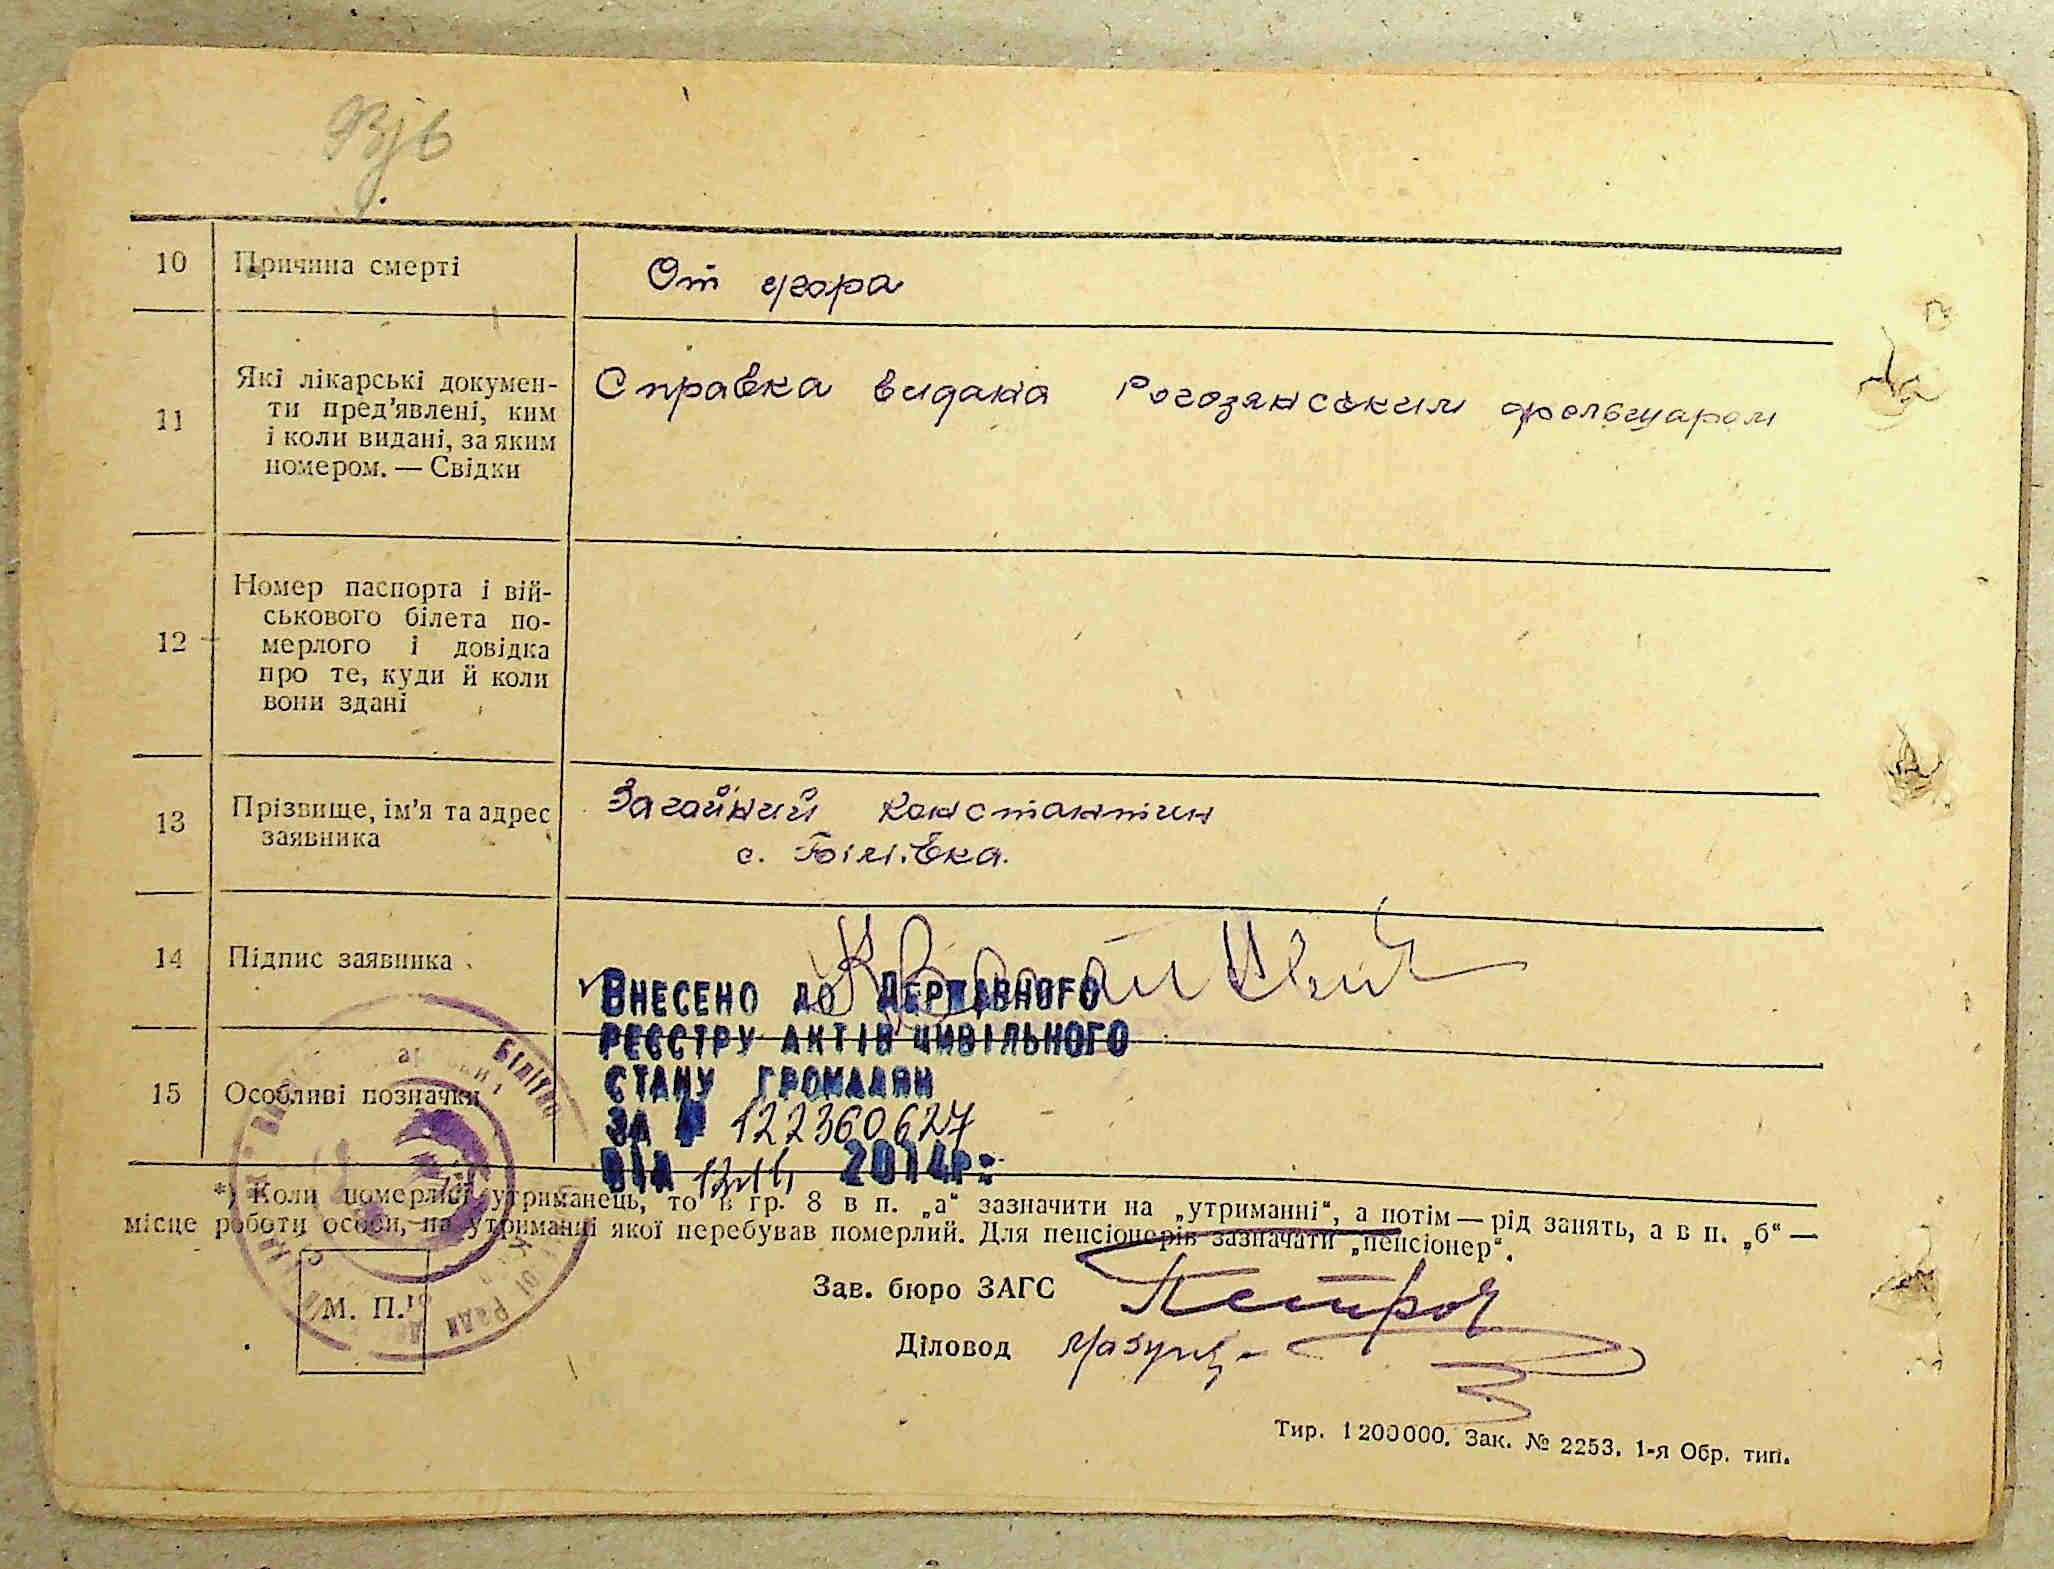 10 Причина смерті От угора
11 Які лікарські докумен-
ти пред'явлені, ким
і коли видані, за яким
номером. — Свідки
Справка видана Рогозянським фельшаром
12 Номер паспорта і вій-
ськового білета по-
мерлого і довідка
про те, куди й коли
вони здані
13 Прізвище, ім'я та адрес
заявника
Загайний Константин
с. Білівка.
14 Підпис заявника
Внесено до Державного
реєстру актів цивільного
стану громадян
за № 122360627
від 2014р.
15 Особливі позначки
*) Коли померлий утриманець, то в гр. 8 в п. „а“ зазначити на „утриманні“, а потім — рід занять, а в п. „б“ —
місце роботи особи, на утриманні якої перебував померлий. Для пенсіонерів зазначати „пенсіонер“.
М. П.
Зав. бюро ЗАГС
Діловод
Тир. 1200000. Зак. № 2253. 1-я Обр. тип.